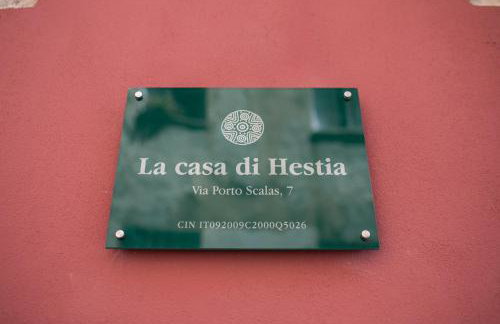 La casa di Hestia
Via Porto Scalas, 7
CIN IT092009C2000Q5026